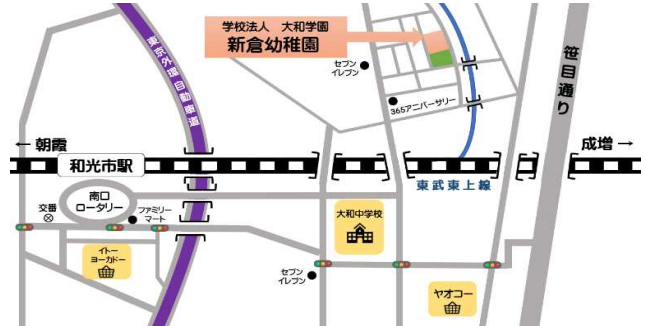 学校法人 大和学園
新倉幼稚園
東京外環自動車道
セブン
イレブン
365アニバーサリー
笹目通り
← 朝霞
和光市駅
成増 →
東武東上線
南口
ロータリー
交番
ファミリー
マート
大和中学校
イトー
ヨーカドー
セブン
イレブン
ヤオコー